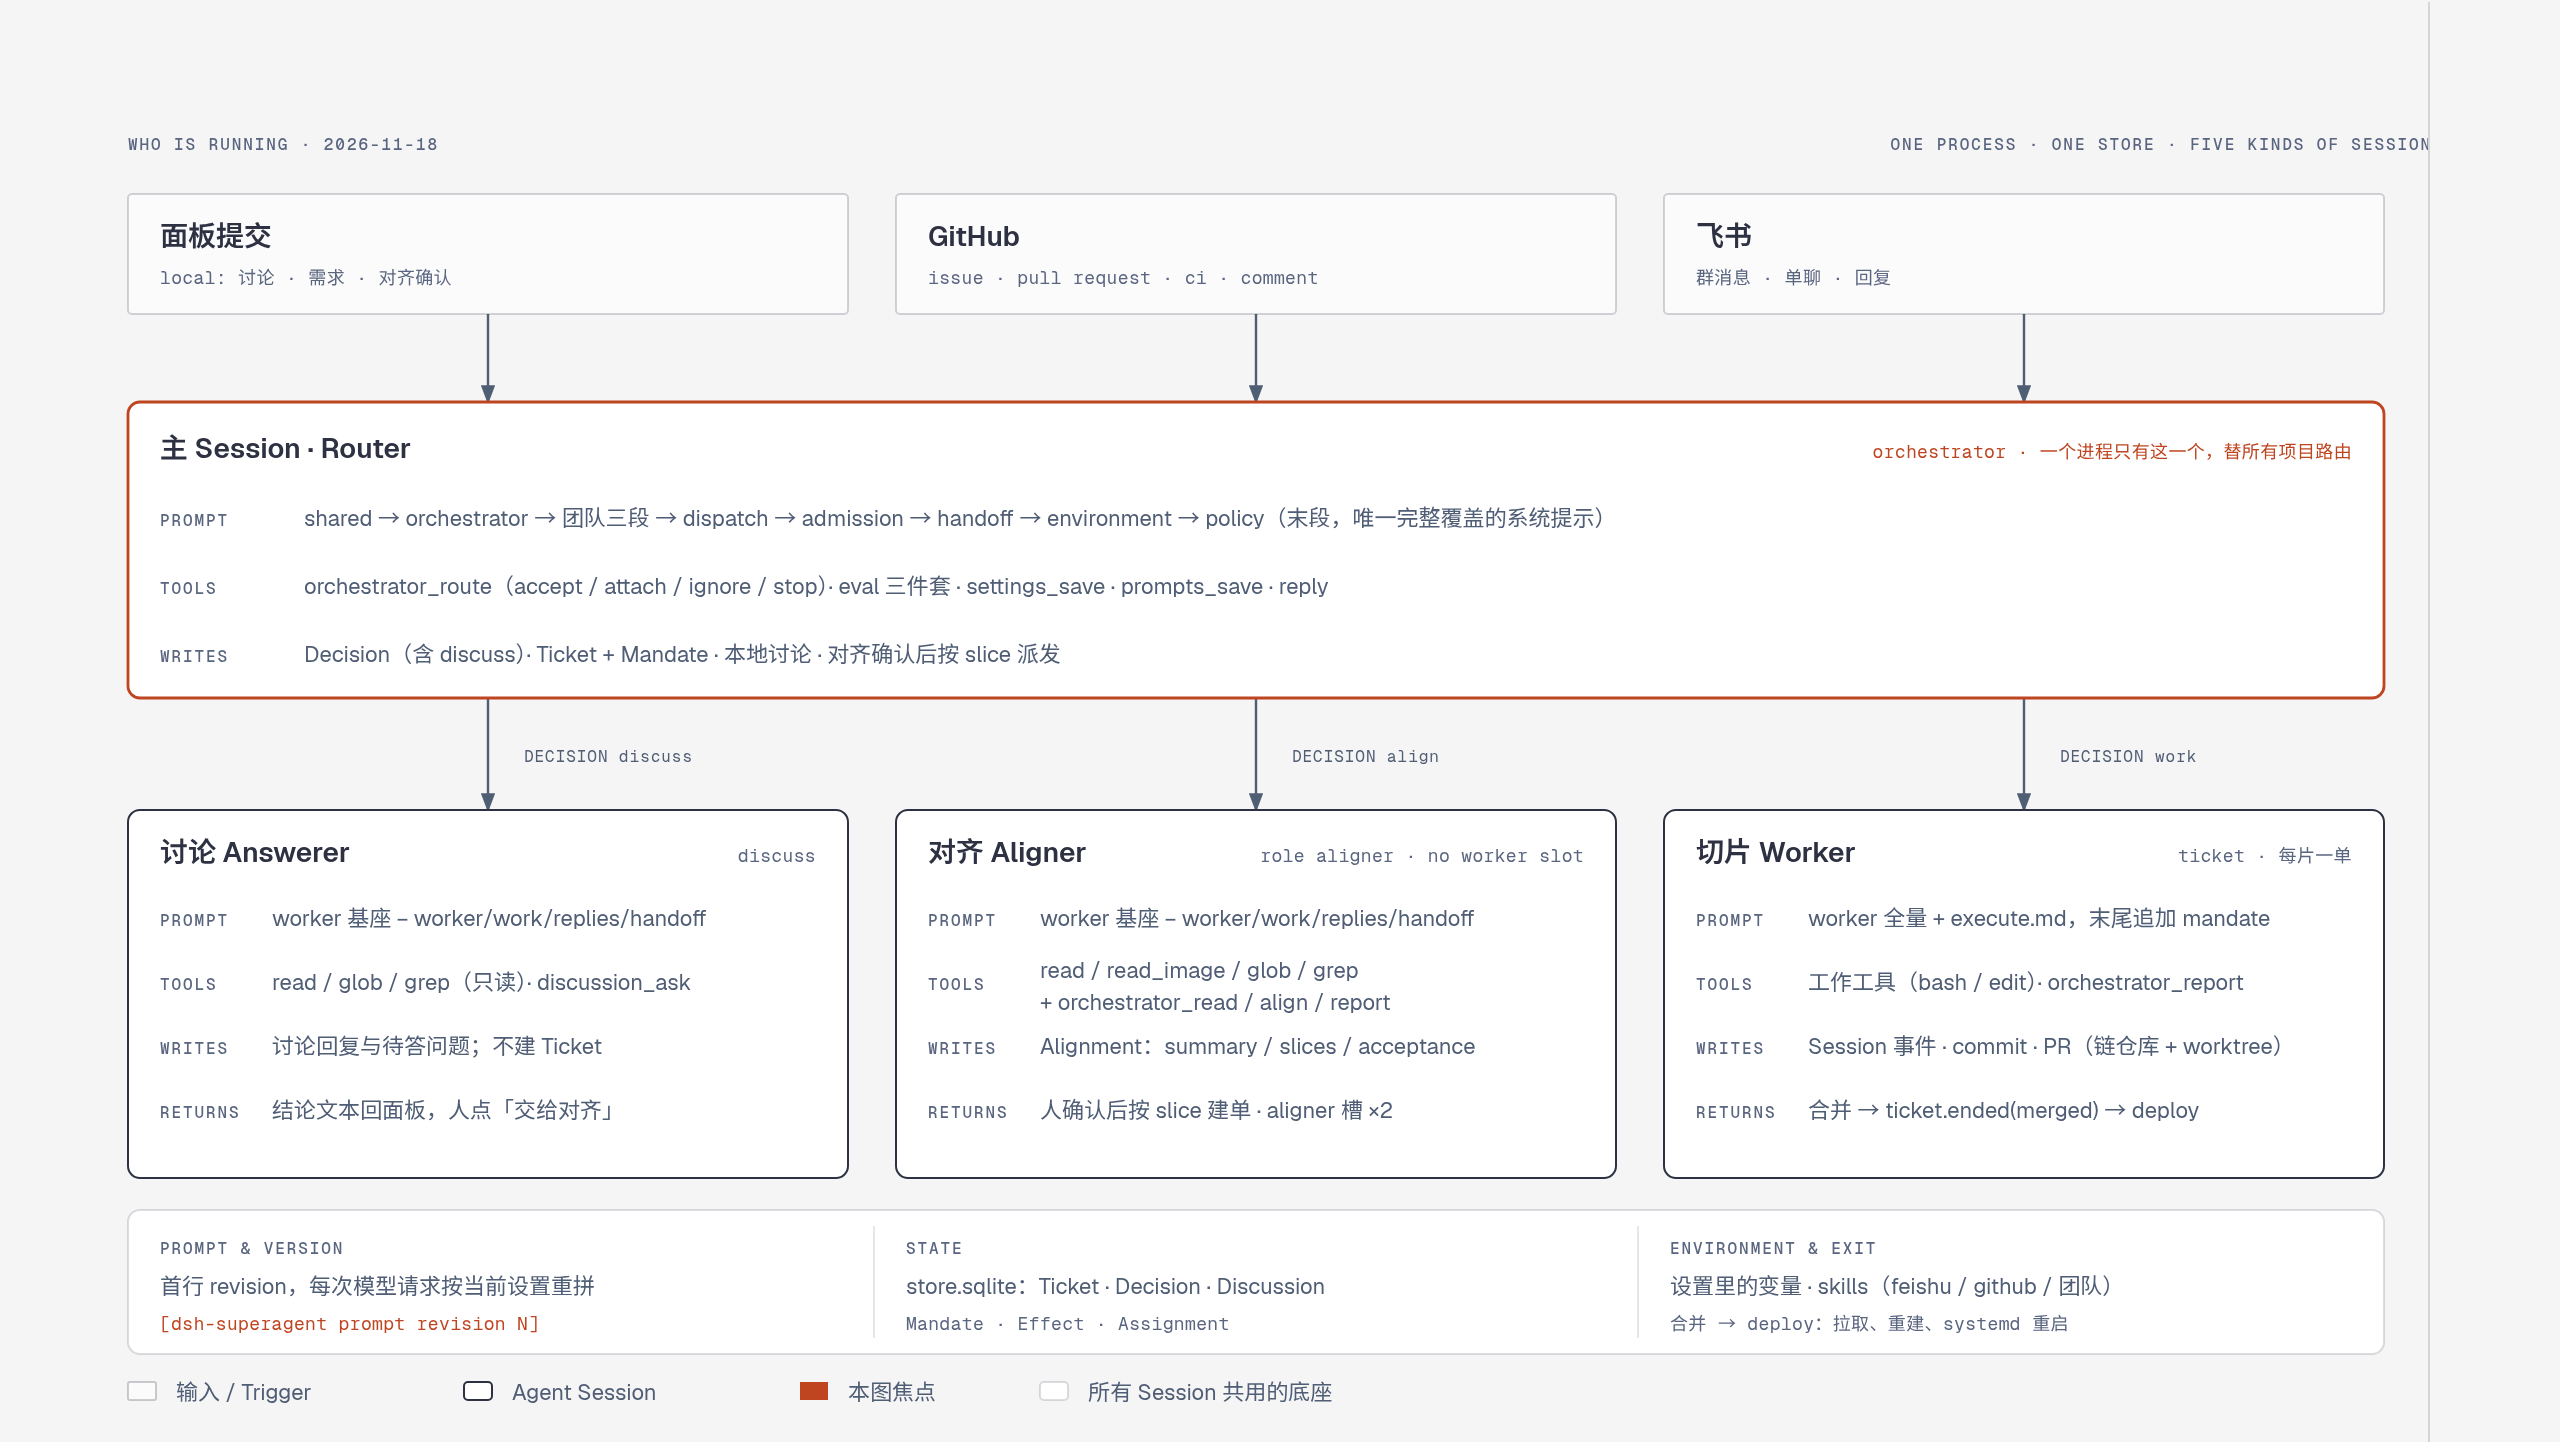 WHO IS RUNNING · 2026-11-18
ONE PROCESS · ONE STORE · FIVE KINDS OF SESSION
面板提交
local: 讨论 · 需求 · 对齐确认
GitHub
issue · pull request · ci · comment
飞书
群消息 · 单聊 · 回复
主 Session · Router
orchestrator · 一个进程只有这一个，替所有项目路由
PROMPT shared → orchestrator → 团队三段 → dispatch → admission → handoff → environment → policy（末段，唯一完整覆盖的系统提示）
TOOLS orchestrator_route（accept / attach / ignore / stop）· eval 三件套 · settings_save · prompts_save · reply
WRITES Decision（含 discuss）· Ticket + Mandate · 本地讨论 · 对齐确认后按 slice 派发
DECISION discuss
DECISION align
DECISION work
讨论 Answerer
discuss
PROMPT worker 基座 – worker/work/replies/handoff
TOOLS read / glob / grep（只读）· discussion_ask
WRITES 讨论回复与待答问题；不建 Ticket
RETURNS 结论文本回面板，人点「交给对齐」
对齐 Aligner
role aligner · no worker slot
PROMPT worker 基座 – worker/work/replies/handoff
TOOLS read / read_image / glob / grep
+ orchestrator_read / align / report
WRITES Alignment：summary / slices / acceptance
RETURNS 人确认后按 slice 建单 · aligner 槽 ×2
切片 Worker
ticket · 每片一单
PROMPT worker 全量 + execute.md，末尾追加 mandate
TOOLS 工作工具（bash / edit）· orchestrator_report
WRITES Session 事件 · commit · PR（链仓库 + worktree）
RETURNS 合并 → ticket.ended(merged) → deploy
PROMPT & VERSION
首行 revision，每次模型请求按当前设置重拼
[dsh-superagent prompt revision N]
STATE
store.sqlite：Ticket · Decision · Discussion
Mandate · Effect · Assignment
ENVIRONMENT & EXIT
设置里的变量 · skills（feishu / github / 团队）
合并 → deploy：拉取、重建、systemd 重启
输入 / Trigger
Agent Session
本图焦点
所有 Session 共用的底座